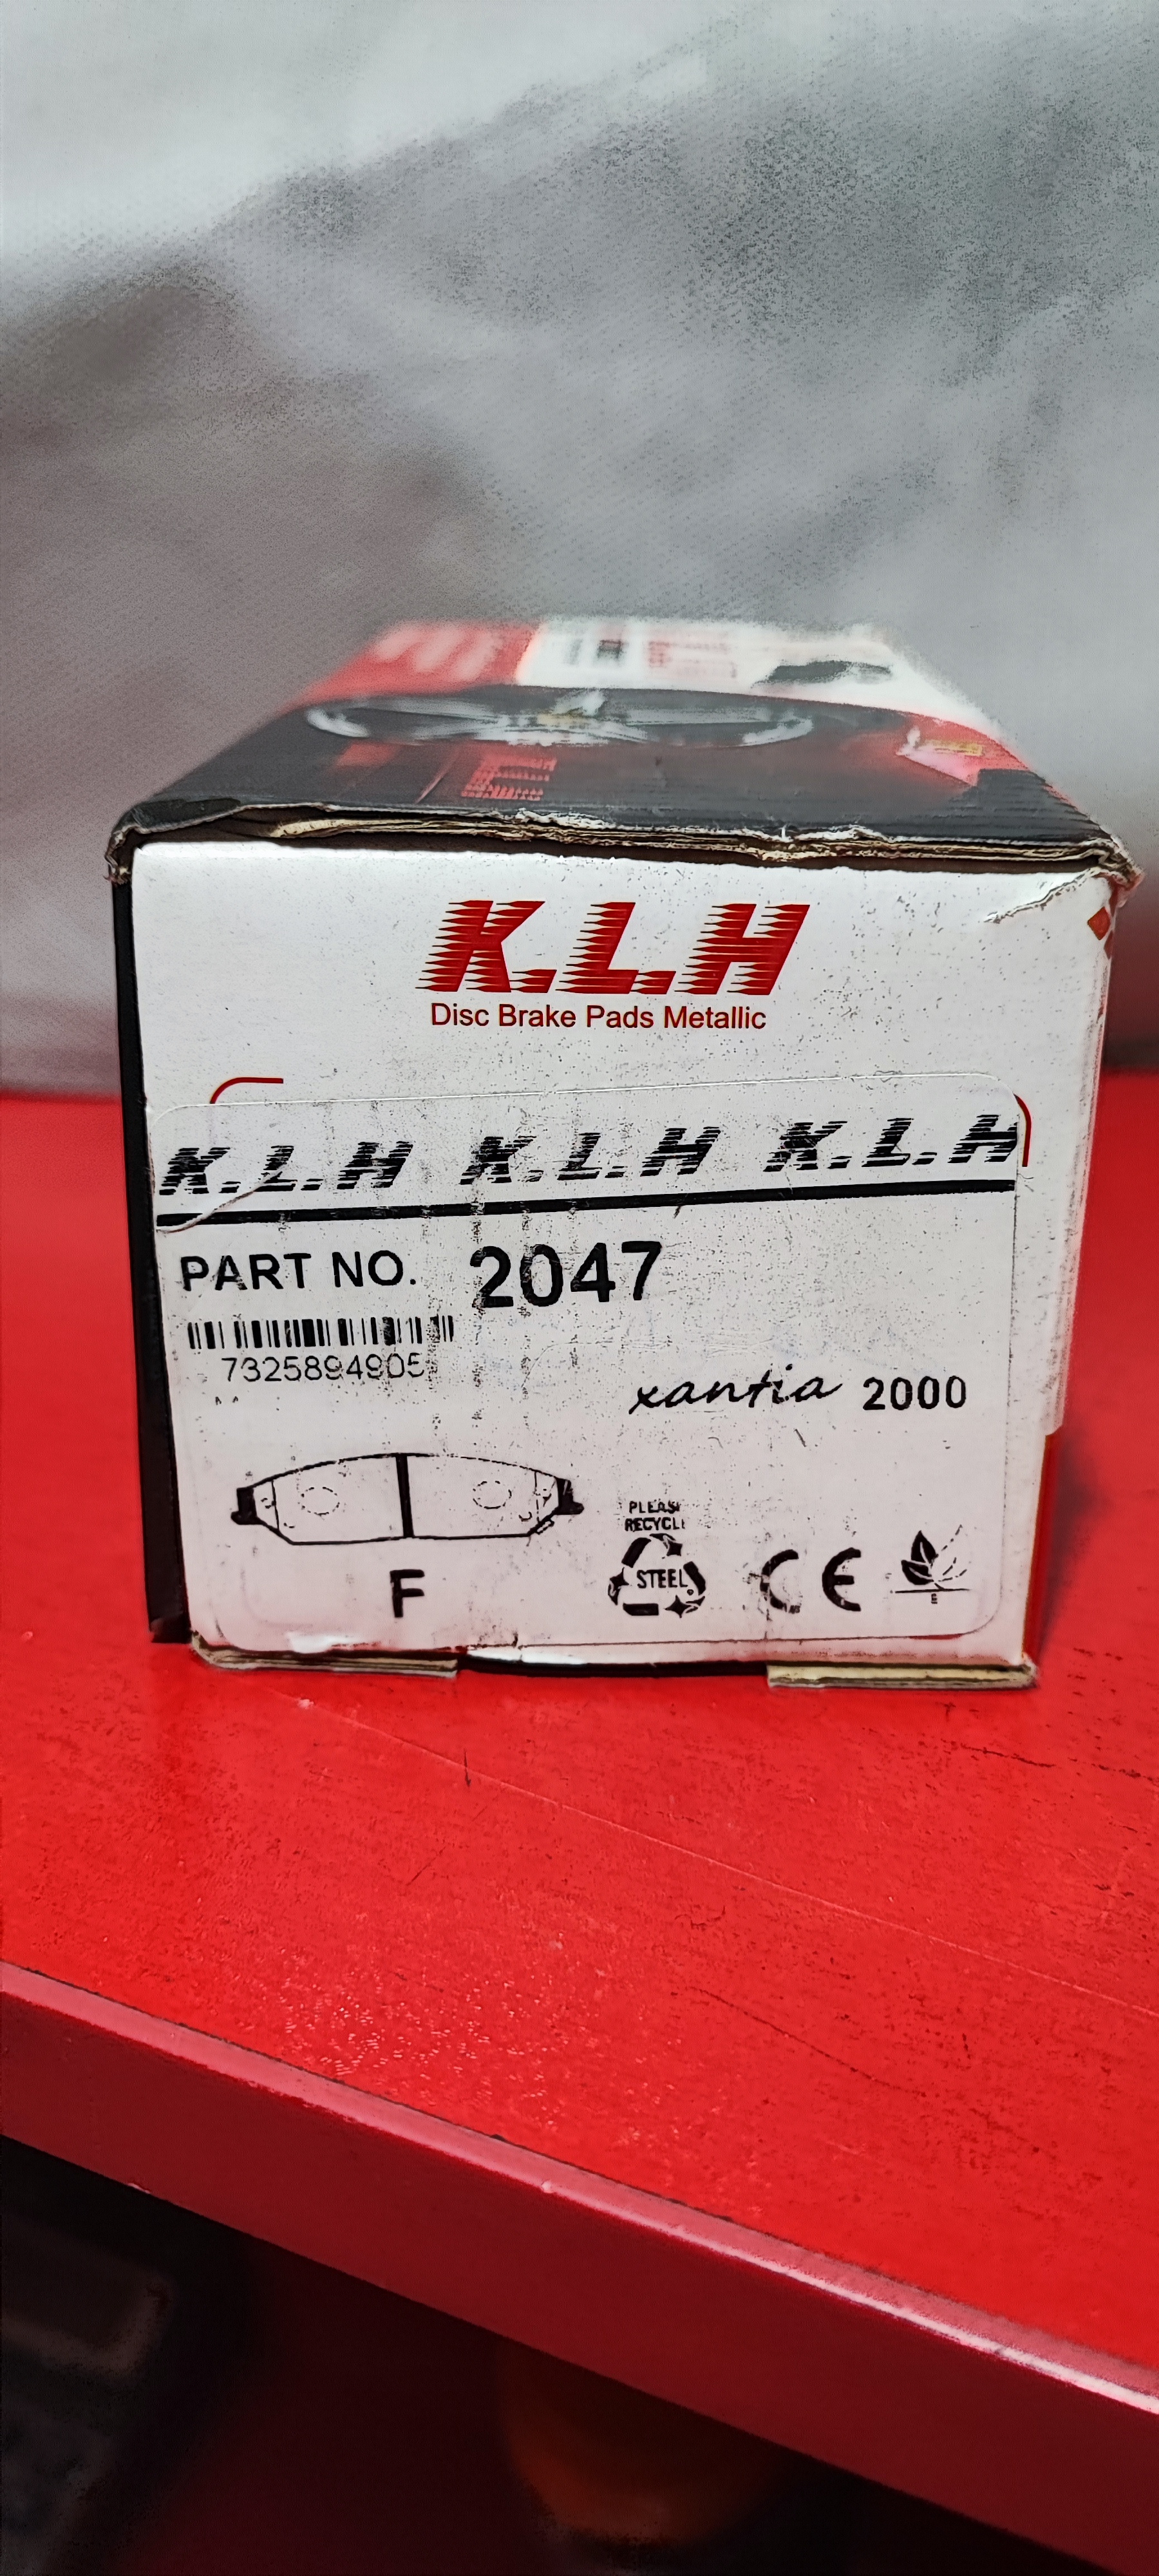 K.L.H
Disc Brake Pads Metallic
K.L.H K.L.H K.L.H
PART NO. 2047
7325894905
xantia 2000
PLEASE
RECYCLE
STEEL
CE
E
F